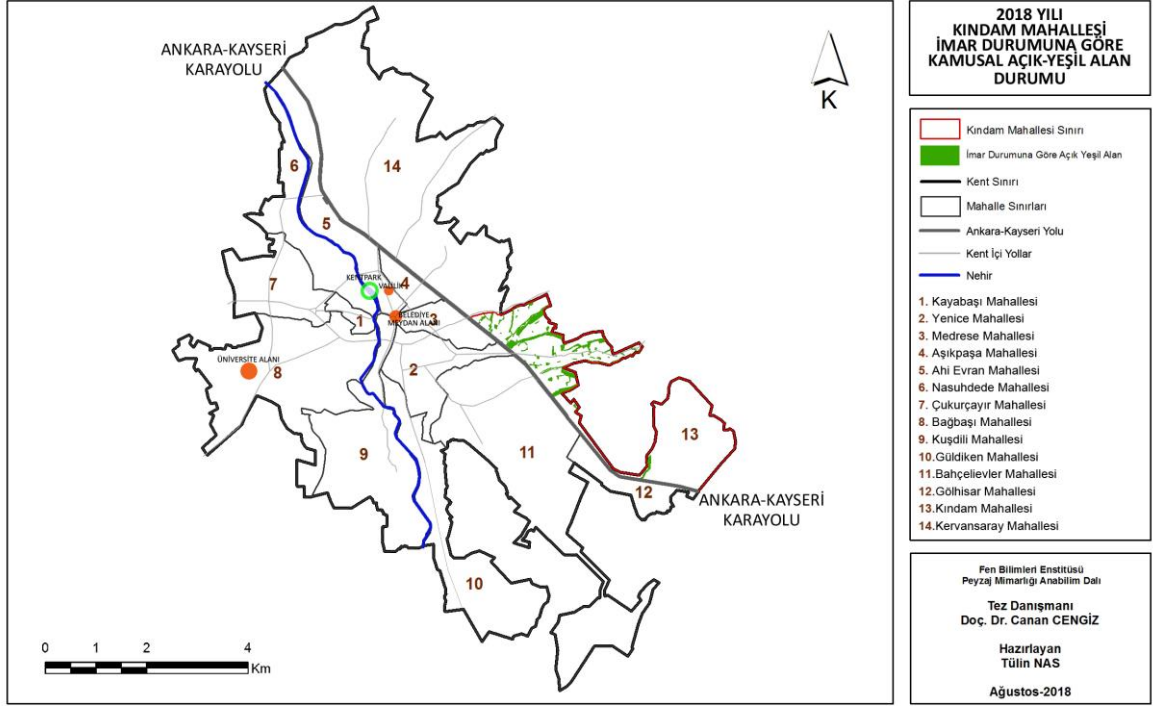 ANKARA-KAYSERİ
KARAYOLU
K
6
14
5
7
KENTPARK
VALİLİK
4
1
BELEDİYE
MEYDAN ALANI
3
ÜNİVERSİTE ALANI
8
2
9
11
13
12
ANKARA-KAYSERİ
KARAYOLU
10
0 1 2 4
Km
2018 YILI
KINDAM MAHALLESİ
İMAR DURUMUNA GÖRE
KAMUSAL AÇIK-YEŞİL ALAN
DURUMU
Kındam Mahallesi Sınırı
İmar Durumuna Göre Açık Yeşil Alan
Kent Sınırı
Mahalle Sınırları
Ankara-Kayseri Yolu
Kent İçi Yollar
Nehir
1. Kayabaşı Mahallesi
2. Yenice Mahallesi
3. Medrese Mahallesi
4. Aşıkpaşa Mahallesi
5. Ahi Evran Mahallesi
6. Nasuhdede Mahallesi
7. Çukurçayır Mahallesi
8. Bağbaşı Mahallesi
9. Kuşdili Mahallesi
10.Güldiken Mahallesi
11.Bahçelievler Mahallesi
12.Gölhisar Mahallesi
13.Kındam Mahallesi
14.Kervansaray Mahallesi
Fen Bilimleri Enstitüsü
Peyzaj Mimarlığı Anabilim Dalı
Tez Danışmanı
Doç. Dr. Canan CENGİZ
Hazırlayan
Tülin NAS
Ağustos-2018